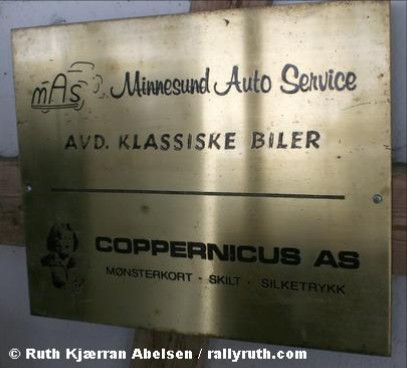 mAs Minnesund Auto Service
AVD. KLASSISKE BILER
COPPERNICUS AS
MØNSTERKORT - SKILT - SILKETRYKK
© Ruth Kjærran Abelsen / rallyruth.com